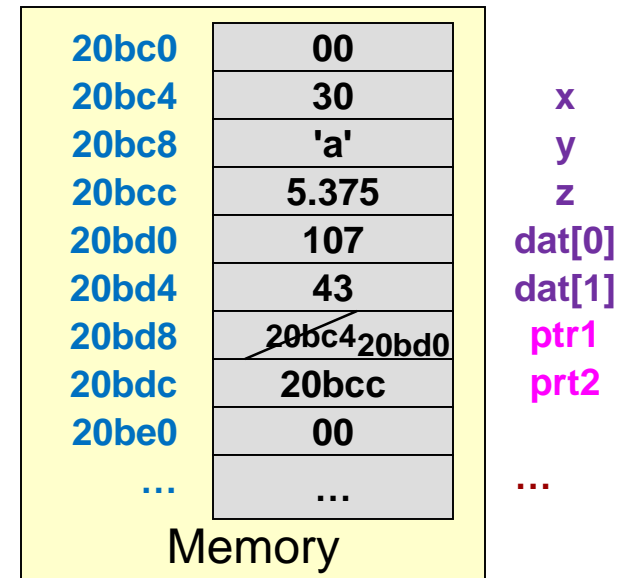 20bc0 00
20bc4 30 x
20bc8 'a' y
20bcc 5.375 z
20bd0 107 dat[0]
20bd4 43 dat[1]
20bd8 20bc4 20bd0 ptr1
20bdc 20bcc prt2
20be0 00
… … …
Memory